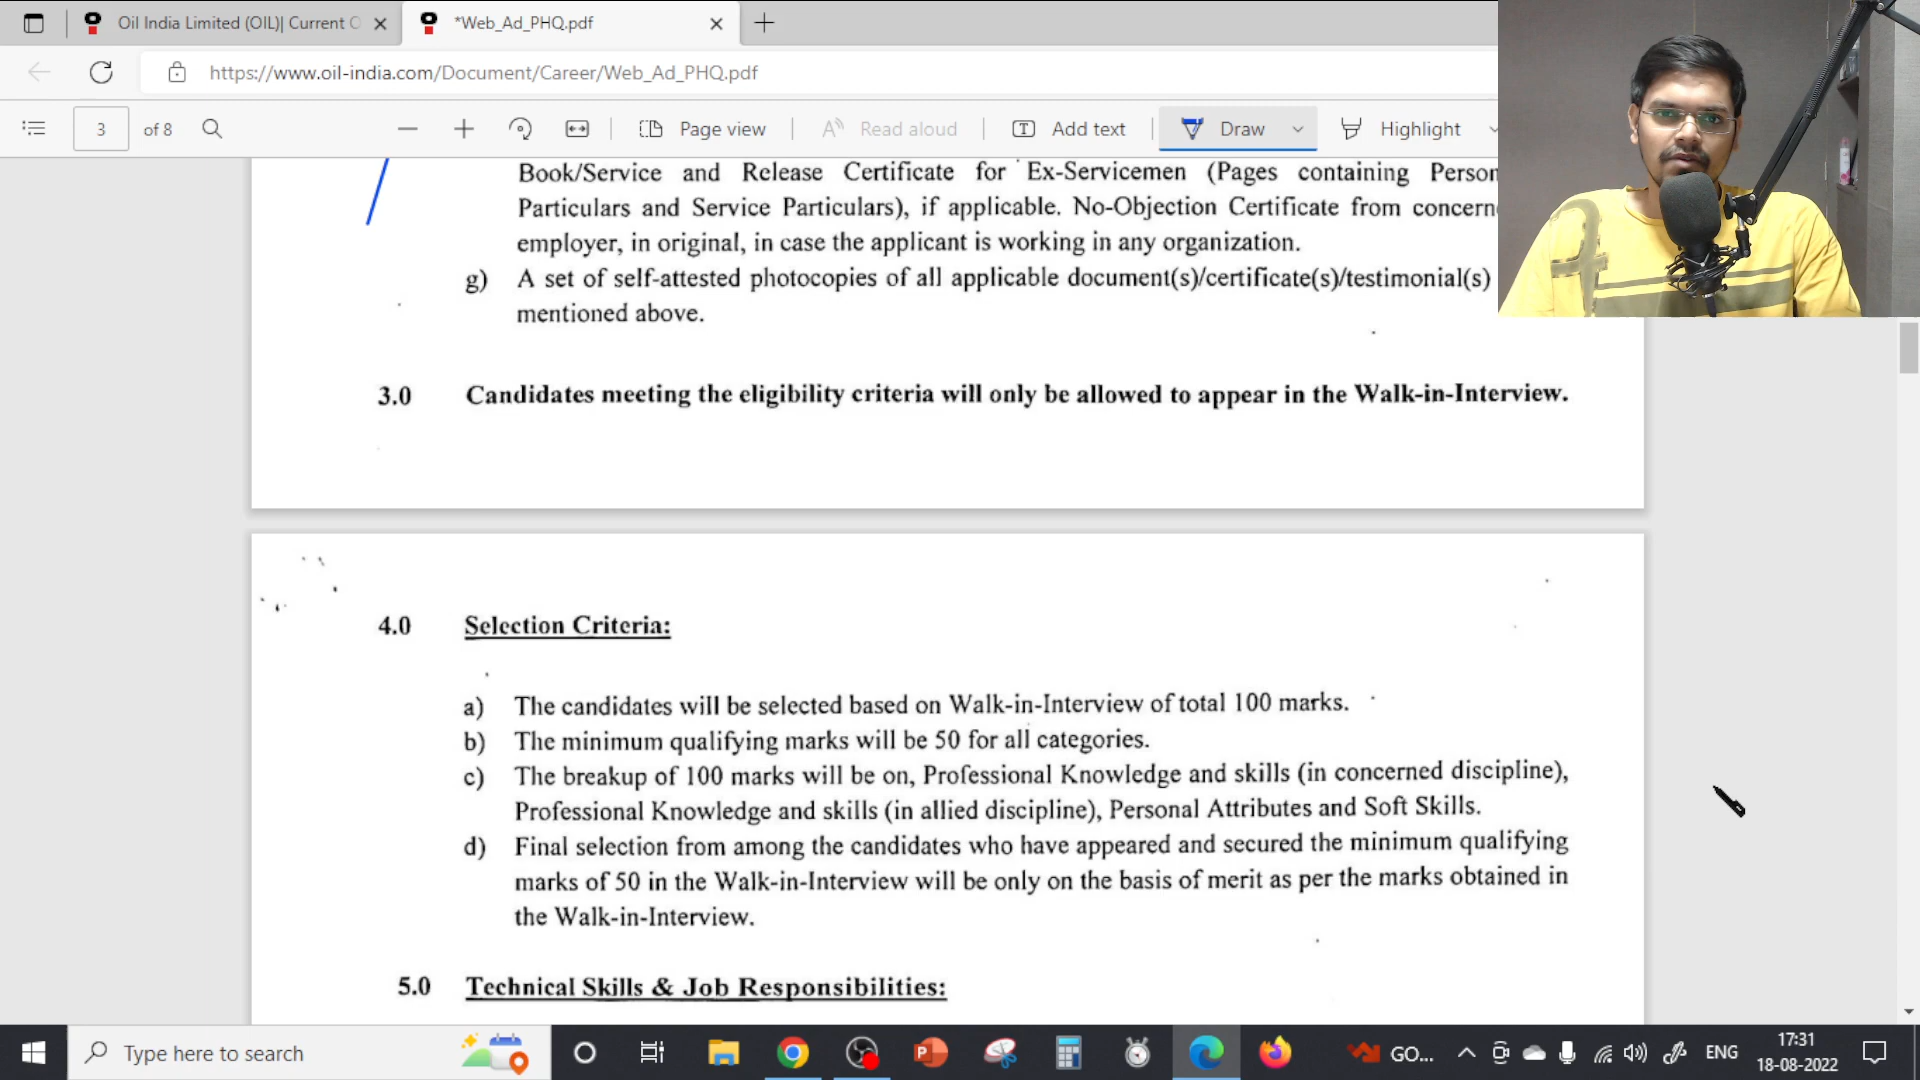 Oil India Limited (OIL)| Current O
*Web_Ad_PHQ.pdf
https://www.oil-india.com/Document/Career/Web_Ad_PHQ.pdf
3 of 8 Page view Read aloud Add text Draw Highlight
Book/Service and Release Certificate for Ex-Servicemen (Pages containing Person
Particulars and Service Particulars), if applicable. No-Objection Certificate from concern
employer, in original, in case the applicant is working in any organization.
g) A set of self-attested photocopies of all applicable document(s)/certificate(s)/testimonial(s)
mentioned above.
3.0 Candidates meeting the eligibility criteria will only be allowed to appear in the Walk-in-Interview.
4.0 Selection Criteria:
a) The candidates will be selected based on Walk-in-Interview of total 100 marks.
b) The minimum qualifying marks will be 50 for all categories.
c) The breakup of 100 marks will be on, Professional Knowledge and skills (in concerned discipline),
Professional Knowledge and skills (in allied discipline), Personal Attributes and Soft Skills.
d) Final selection from among the candidates who have appeared and secured the minimum qualifying
marks of 50 in the Walk-in-Interview will be only on the basis of merit as per the marks obtained in
the Walk-in-Interview.
5.0 Technical Skills & Job Responsibilities:
Type here to search
GO...
ENG
17:31
18-08-2022